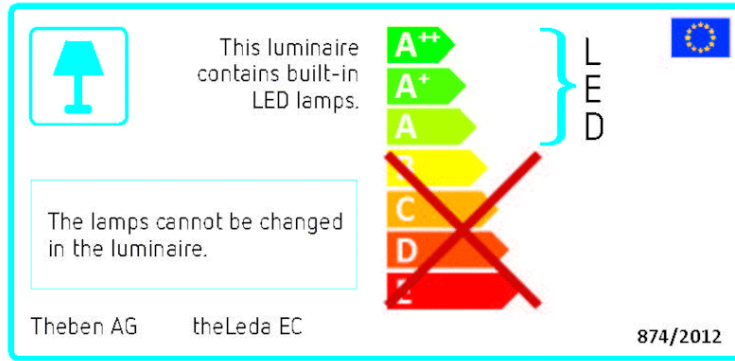 This luminaire
contains built-in
LED lamps.
A++
A+
A
B
C
D
E
L
E
D
The lamps cannot be changed
in the luminaire.
Theben AG theLeda EC
874/2012